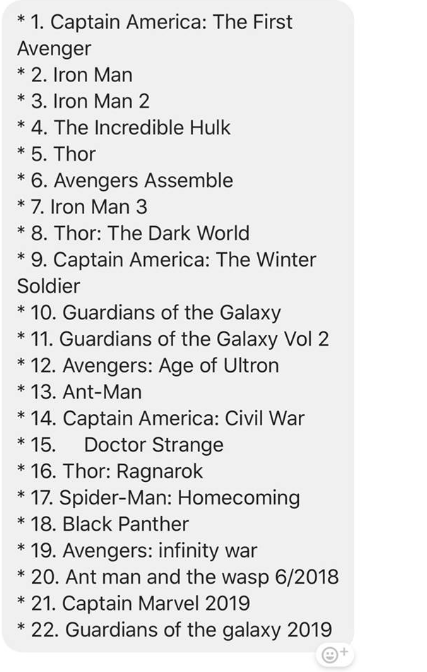 * 1. Captain America: The First
Avenger
* 2. Iron Man
* 3. Iron Man 2
* 4. The Incredible Hulk
* 5. Thor
* 6. Avengers Assemble
* 7. Iron Man 3
* 8. Thor: The Dark World
* 9. Captain America: The Winter
Soldier
* 10. Guardians of the Galaxy
* 11. Guardians of the Galaxy Vol 2
* 12. Avengers: Age of Ultron
* 13. Ant-Man
* 14. Captain America: Civil War
* 15. Doctor Strange
* 16. Thor: Ragnarok
* 17. Spider-Man: Homecoming
* 18. Black Panther
* 19. Avengers: infinity war
* 20. Ant man and the wasp 6/2018
* 21. Captain Marvel 2019
* 22. Guardians of the galaxy 2019